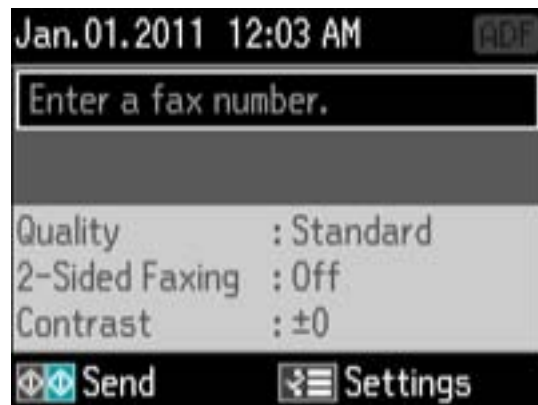 Jan.01.2011 12:03 AM ADF
Enter a fax number.
Quality : Standard
2-Sided Faxing : Off
Contrast : ±0
Send Settings